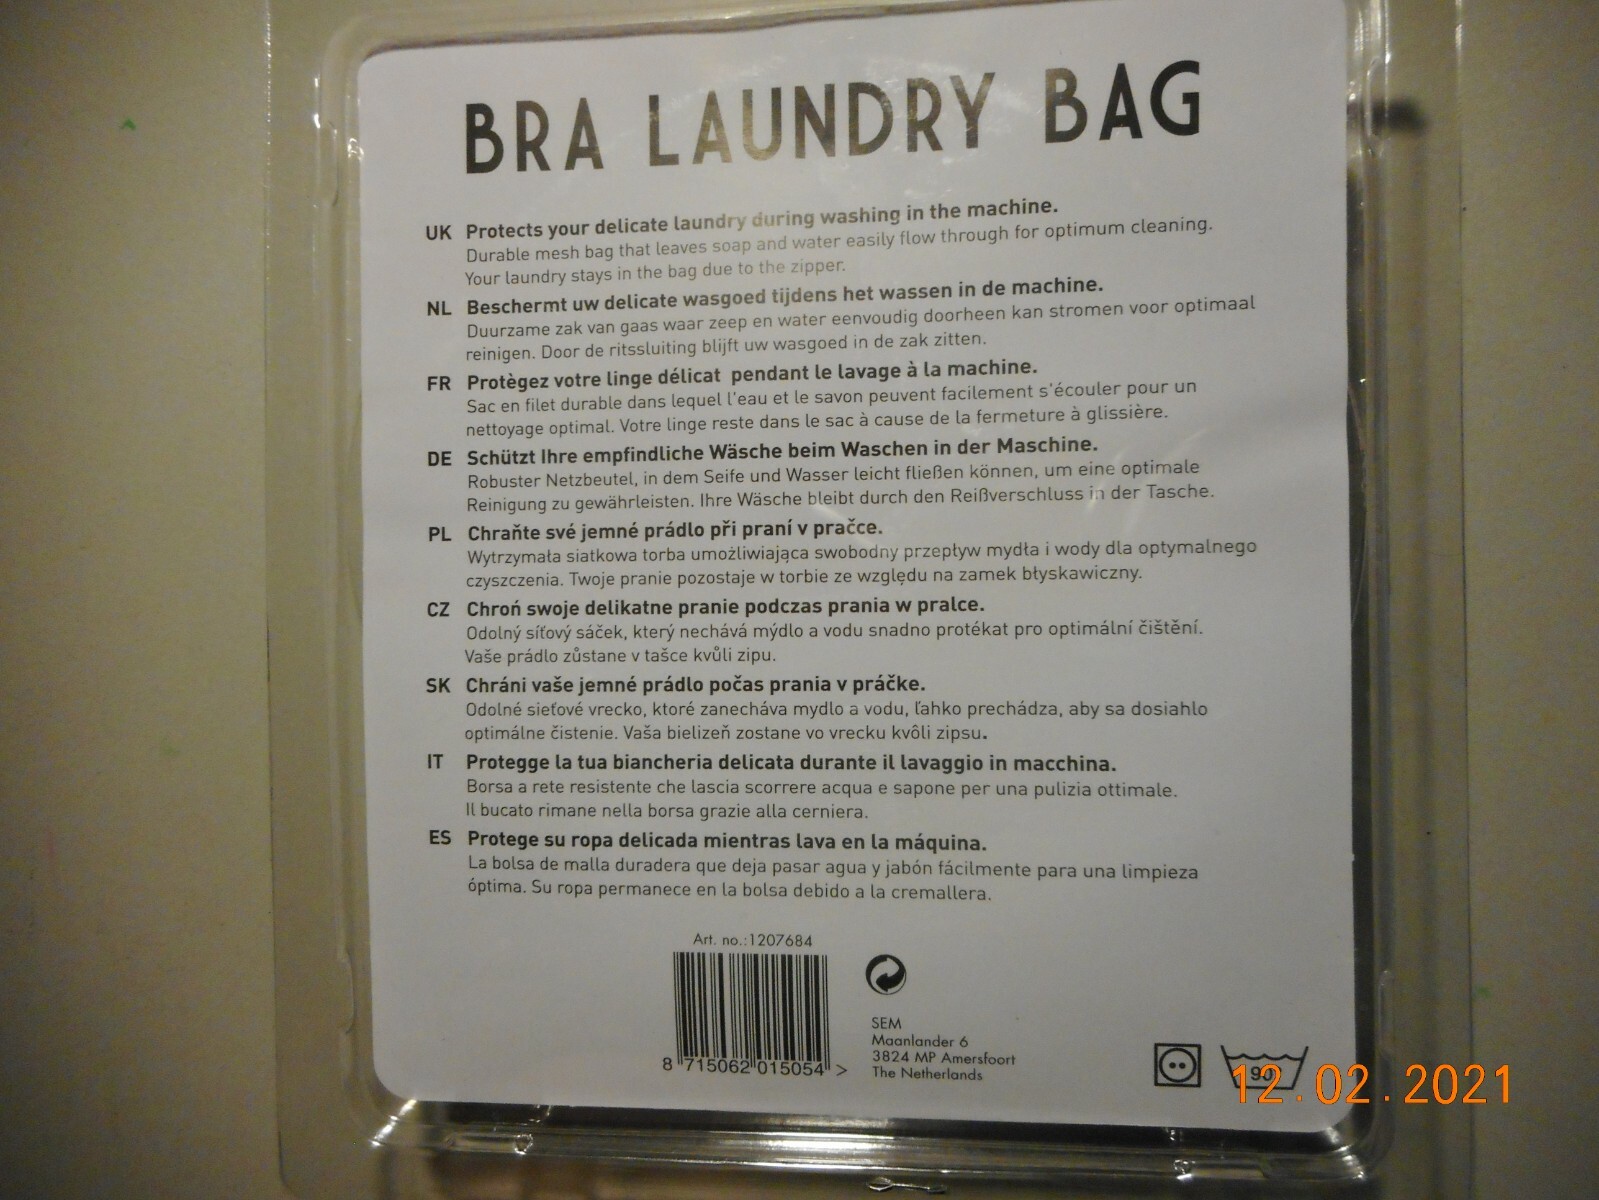 BRA LAUNDRY BAG
UK Protects your delicate laundry during washing in the machine.
Durable mesh bag that leaves soap and water easily flow through for optimum cleaning.
Your laundry stays in the bag due to the zipper.
NL Beschermt uw delicate wasgoed tijdens het wassen in de machine.
Duurzame zak van gaas waar zeep en water eenvoudig doorheen kan stromen voor optimaal
reinigen. Door de ritssluiting blijft uw wasgoed in de zak zitten.
FR Protègez votre linge délicat pendant le lavage à la machine.
Sac en filet durable dans lequel l'eau et le savon peuvent facilement s'écouler pour un
nettoyage optimal. Votre linge reste dans le sac à cause de la fermeture à glissière.
DE Schützt Ihre empfindliche Wäsche beim Waschen in der Maschine.
Robuster Netzbeutel, in dem Seife und Wasser leicht fließen können, um eine optimale
Reinigung zu gewährleisten. Ihre Wäsche bleibt durch den Reißverschluss in der Tasche.
PL Chraňte své jemné prádlo při praní v pračce.
Wytrzymała siatkowa torba umożliwiająca swobodny przepływ mydła i wody dla optymalnego
czyszczenia. Twoje pranie pozostaje w torbie ze względu na zamek błyskawiczny.
CZ Chroń swoje delikatne pranie podczas prania w pralce.
Odolný síťový sáček, který nechává mýdlo a vodu snadno protékat pro optimální čištění.
Vaše prádlo zůstane v tašce kvůli zipu.
SK Chráni vaše jemné prádlo počas prania v práčke.
Odolné sieťové vrecko, ktoré zanecháva mydlo a vodu, ľahko prechádza, aby sa dosiahlo
optimálne čistenie. Vaša bielizeň zostane vo vrecku kvôli zipsu.
IT Protegge la tua biancheria delicata durante il lavaggio in macchina.
Borsa a rete resistente che lascia scorrere acqua e sapone per una pulizia ottimale.
Il bucato rimane nella borsa grazie alla cerniera.
ES Protege su ropa delicada mientras lava en la máquina.
La bolsa de malla duradera que deja pasar agua y jabón fácilmente para una limpieza
óptima. Su ropa permanece en la bolsa debido a la cremallera.
Art. no.:1207684
8 715062 015054 >
SEM
Maanlander 6
3824 MP Amersfoort
The Netherlands
90
12.02.2021